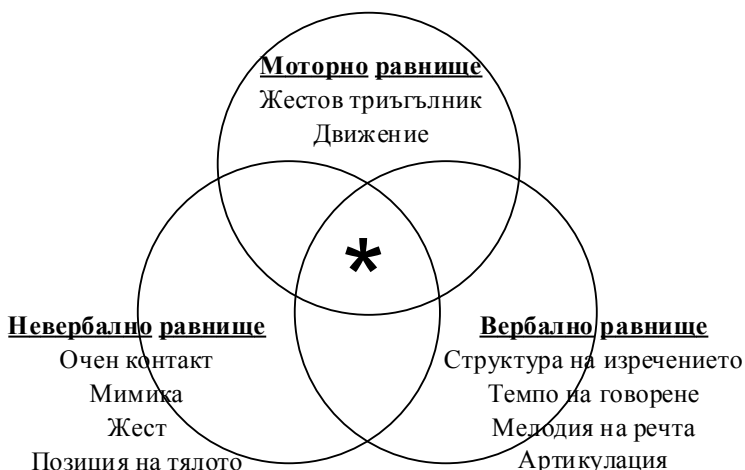 Моторно равнище
Жестов триъгълник
Движение
*
Невербално равнище
Очен контакт
Мимика
Жест
Позиция на тялото
Вербално равнище
Структура на изречението
Темпо на говорене
Мелодия на речта
Артикулация